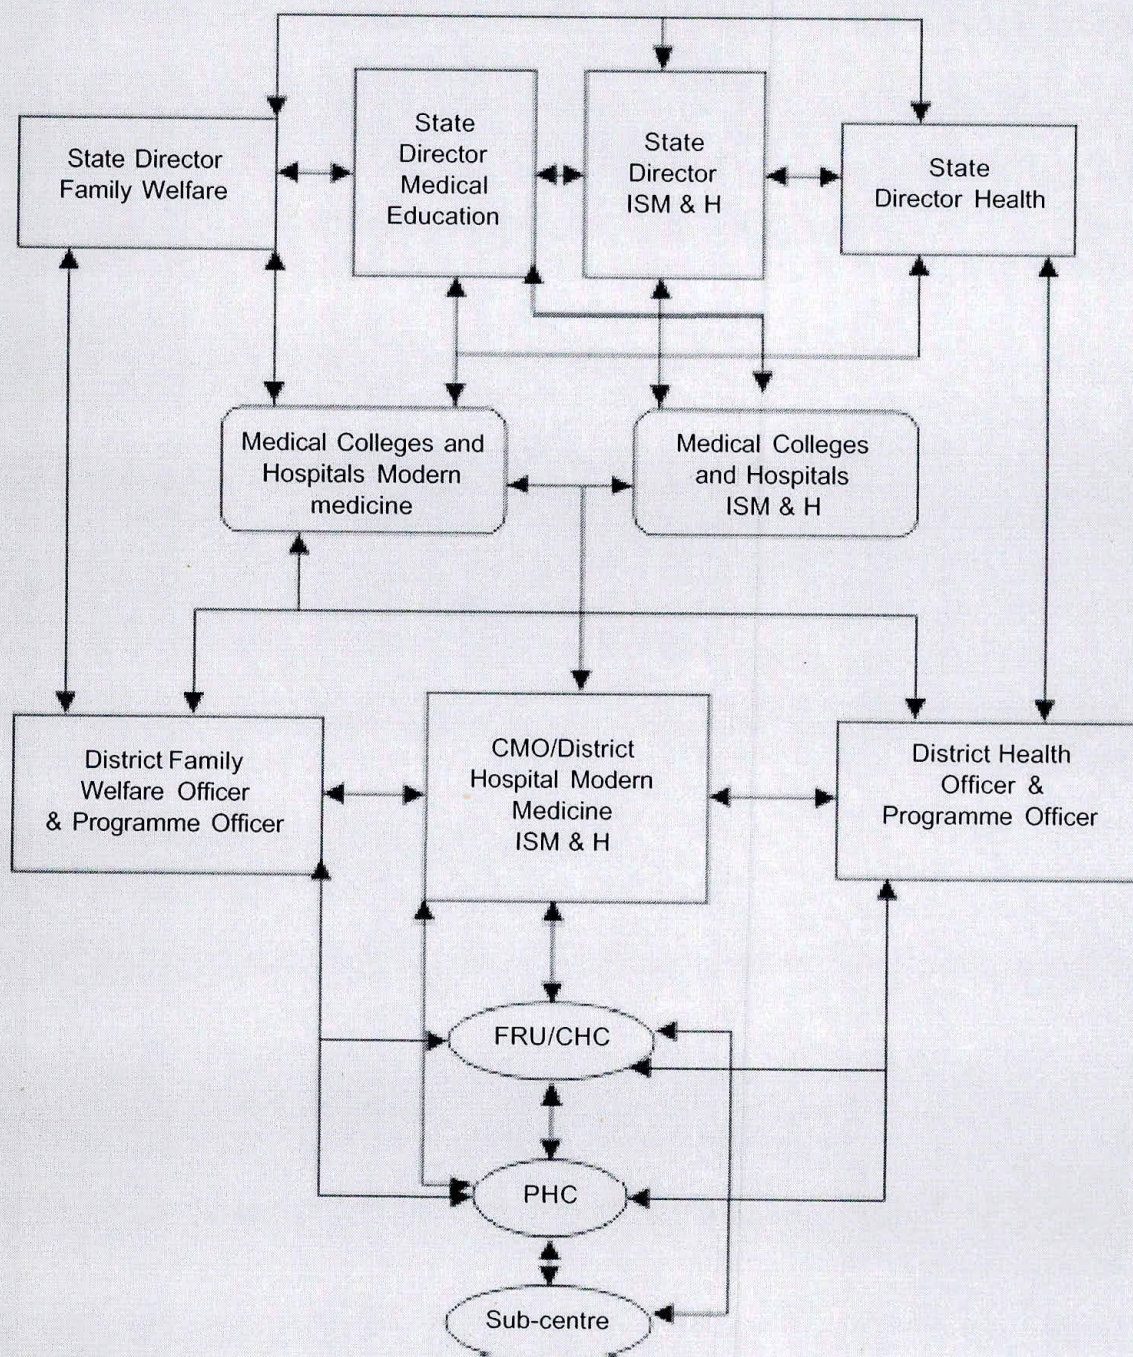 State Director
Family Welfare
State
Director
Medical
Education
State
Director
ISM & H
State
Director Health
Medical Colleges and
Hospitals Modern
medicine
Medical Colleges
and Hospitals
ISM & H
District Family
Welfare Officer
& Programme Officer
CMO/District
Hospital Modern
Medicine
ISM & H
District Health
Officer &
Programme Officer
FRU/CHC
PHC
Sub-centre